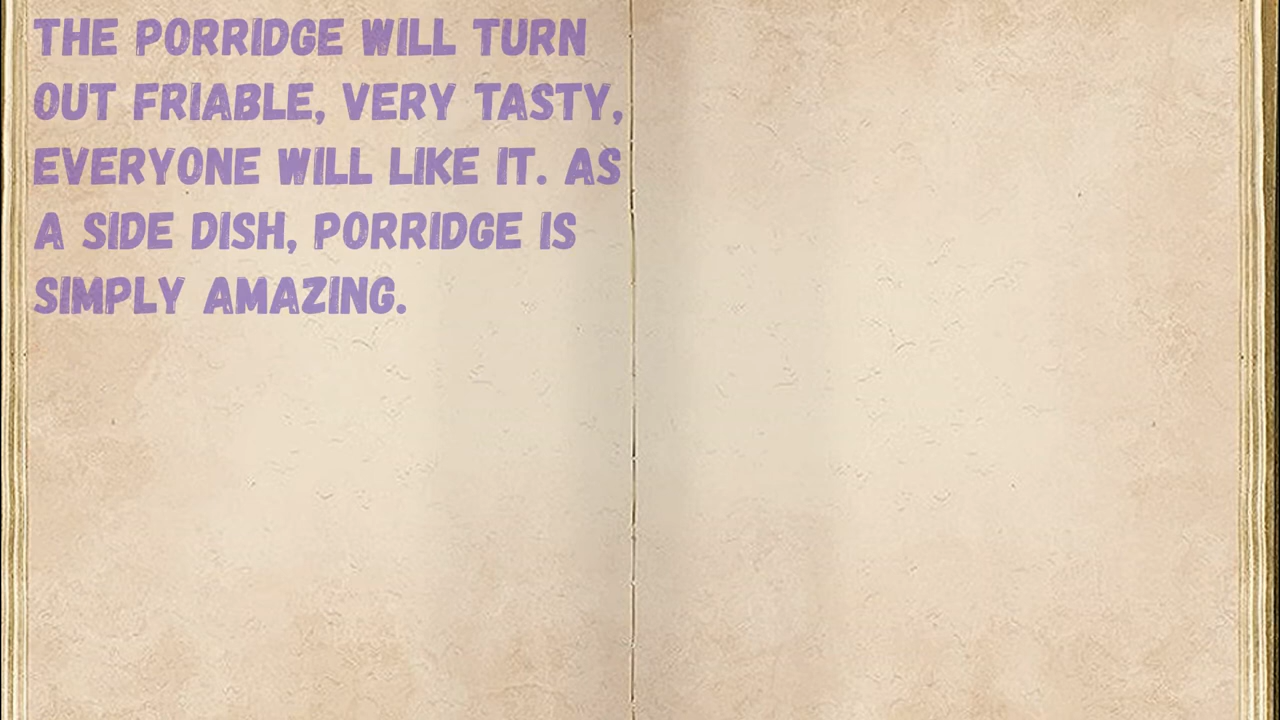 THE PORRIDGE WILL TURN
OUT FRIABLE, VERY TASTY,
EVERYONE WILL LIKE IT. AS
A SIDE DISH, PORRIDGE IS
SIMPLY AMAZING.